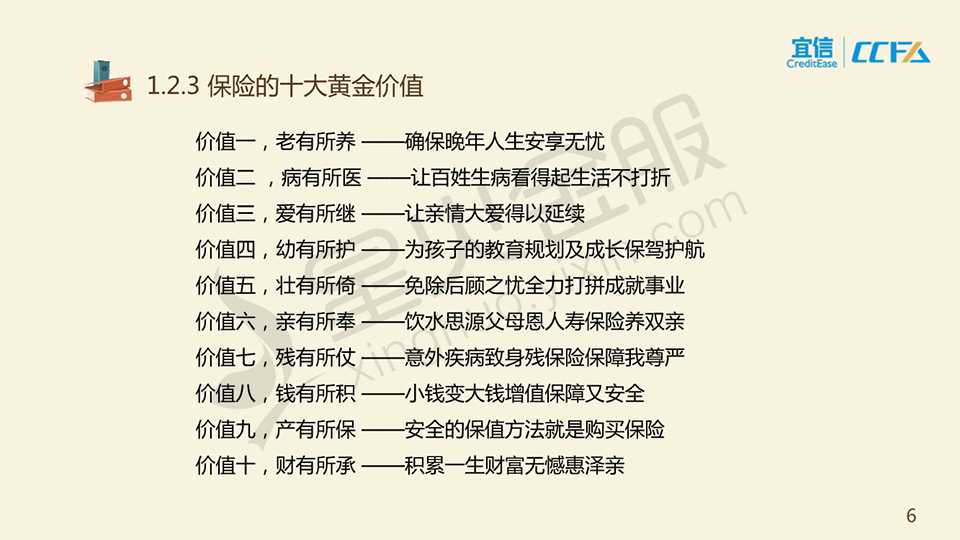 宜信
CreditEase
CCFA
1.2.3 保险的十大黄金价值
价值一，老有所养 ——确保晚年人生安享无忧
价值二 ，病有所医 ——让百姓生病看得起生活不打折
价值三，爱有所继 ——让亲情大爱得以延续
价值四，幼有所护 ——为孩子的教育规划及成长保驾护航
价值五，壮有所倚 ——免除后顾之忧全力打拼成就事业
价值六，亲有所奉 ——饮水思源父母恩人寿保险养双亲
价值七，残有所仗 ——意外疾病致身残保险保障我尊严
价值八，钱有所积 ——小钱变大钱增值保障又安全
价值九，产有所保 ——安全的保值方法就是购买保险
价值十，财有所承 ——积累一生财富无憾惠泽亲
星火金服
xinghuo.yixin.com
6